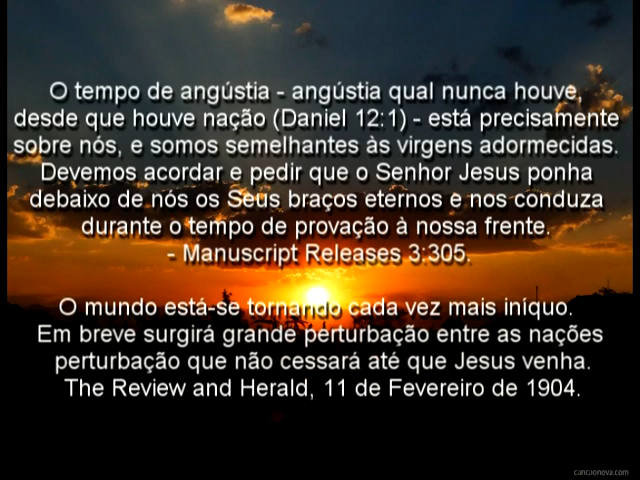 O tempo de angústia - angústia qual nunca houve,
desde que houve nação (Daniel 12:1) - está precisamente
sobre nós, e somos semelhantes às virgens adormecidas.
Devemos acordar e pedir que o Senhor Jesus ponha
debaixo de nós os Seus braços eternos e nos conduza
durante o tempo de provação à nossa frente.
- Manuscript Releases 3:305.
O mundo está-se tornando cada vez mais iníquo.
Em breve surgirá grande perturbação entre as nações
perturbação que não cessará até que Jesus venha.
The Review and Herald, 11 de Fevereiro de 1904.
cancaonova.com